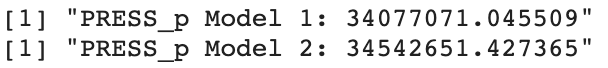 [1] "PRESS_p Model 1: 34077071.045509"
[1] "PRESS_p Model 2: 34542651.427365"